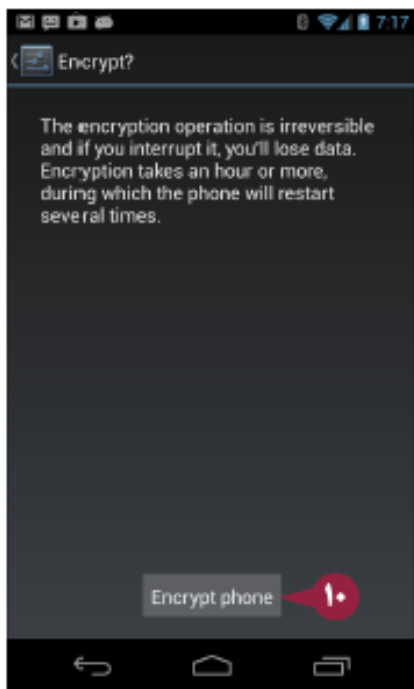 7:17
Encrypt?
The encryption operation is irreversible
and if you interrupt it, you'll lose data.
Encryption takes an hour or more,
during which the phone will restart
several times.
Encrypt phone
۱۰